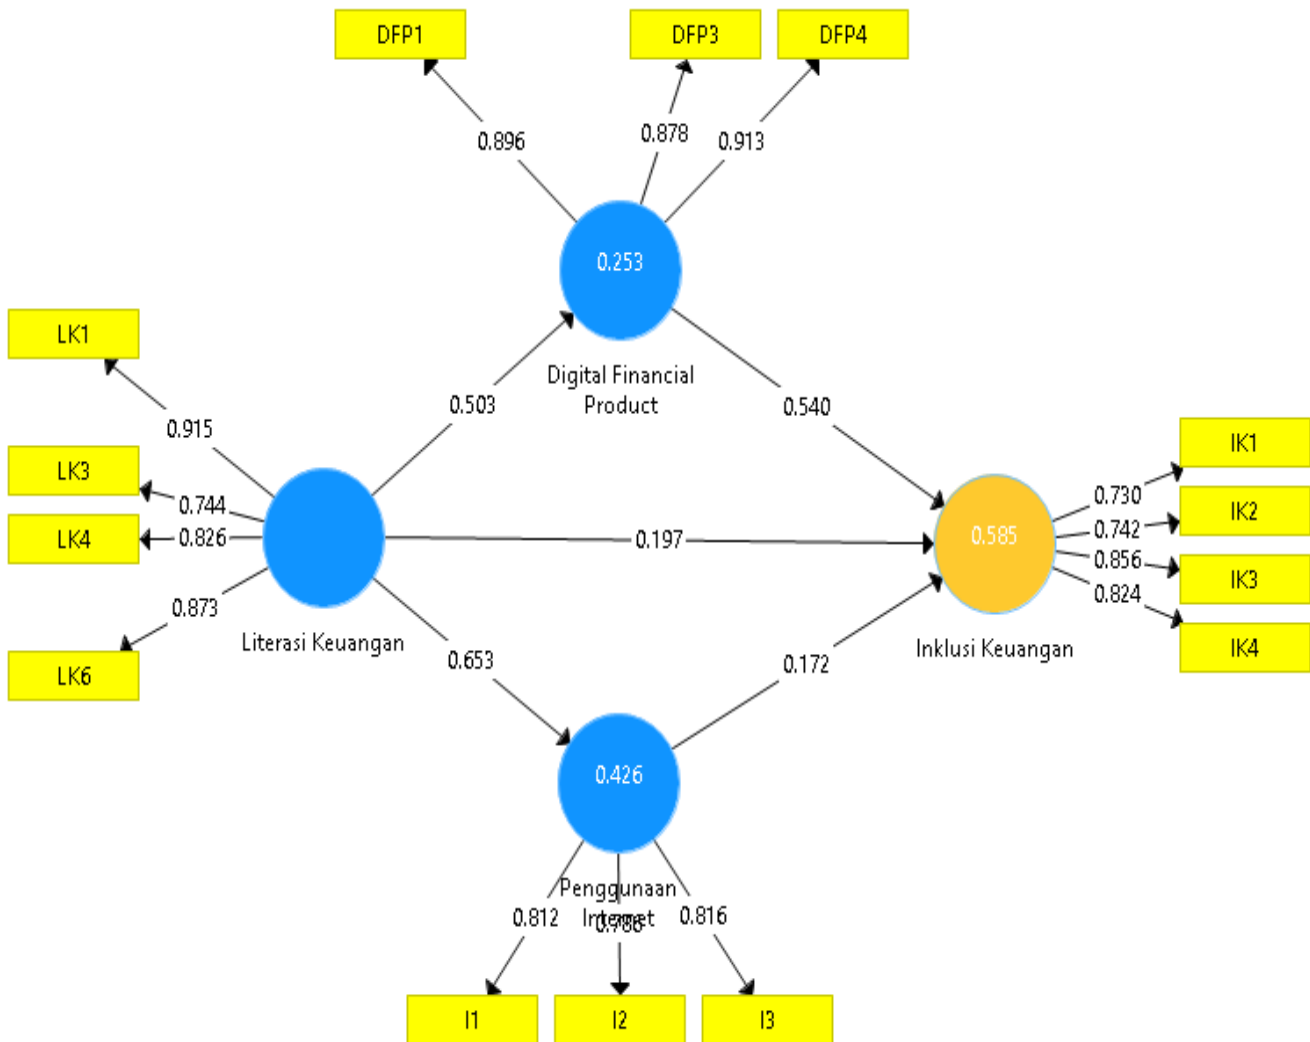 DFP1
DFP3
DFP4
0.896
0.878
0.913
0.253
Digital Financial
Product
LK1
LK3
LK4
LK6
0.915
0.744
0.826
0.873
Literasi Keuangan
0.503
0.540
0.197
0.653
0.172
0.585
Inklusi Keuangan
0.730
0.742
0.856
0.824
IK1
IK2
IK3
IK4
0.426
Penggunaan
Internet
0.812
0.786
0.816
I1
I2
I3